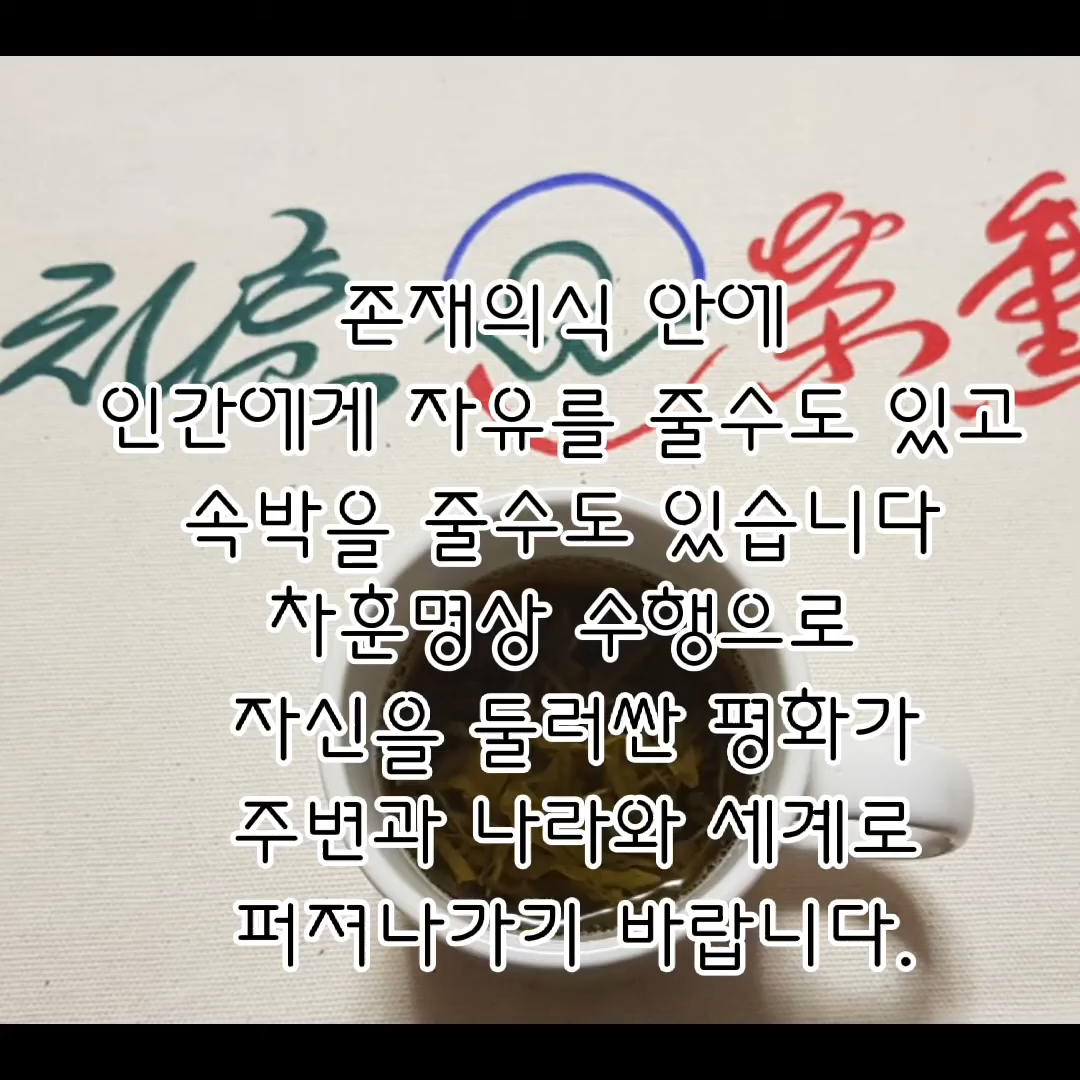 존재의식 안에
인간에게 자유를 줄수도 있고
속박을 줄수도 있습니다
차훈명상 수행으로
자신을 둘러싼 평화가
주변과 나라와 세계로
퍼저나가기 바랍니다.